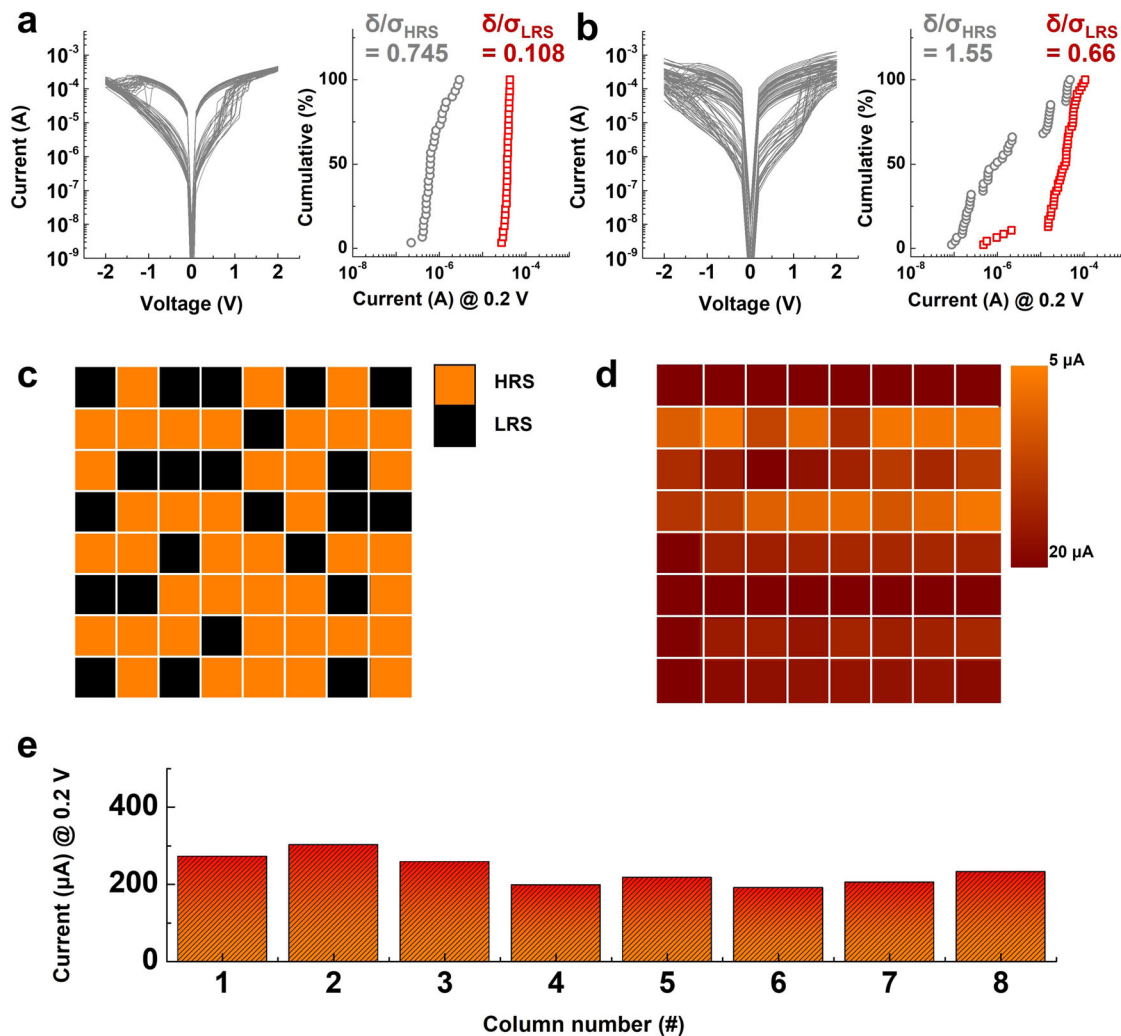 a
δ/σHRS
= 0.745
δ/σLRS
= 0.108
Current (A)
10-3
10-4
10-5
10-6
10-7
10-8
10-9
-2
-1
0
1
2
Voltage (V)
Cumulative (%)
100
50
0
10-8
10-6
10-4
Current (A) @ 0.2 V
b
δ/σHRS
= 1.55
δ/σLRS
= 0.66
Current (A)
10-3
10-4
10-5
10-6
10-7
10-8
10-9
-2
-1
0
1
2
Voltage (V)
Cumulative (%)
100
50
0
10-8
10-6
10-4
Current (A) @ 0.2 V
c
HRS
LRS
d
5 µA
20 µA
e
Current (µA) @ 0.2 V
400
200
0
1
2
3
4
5
6
7
8
Column number (#)